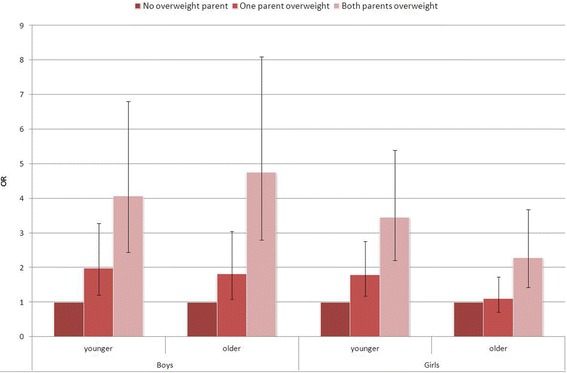 No overweight parent One parent overweight Both parents overweight
9
8
7
6
5
4
3
2
1
0
OR
younger older younger older
Boys Girls